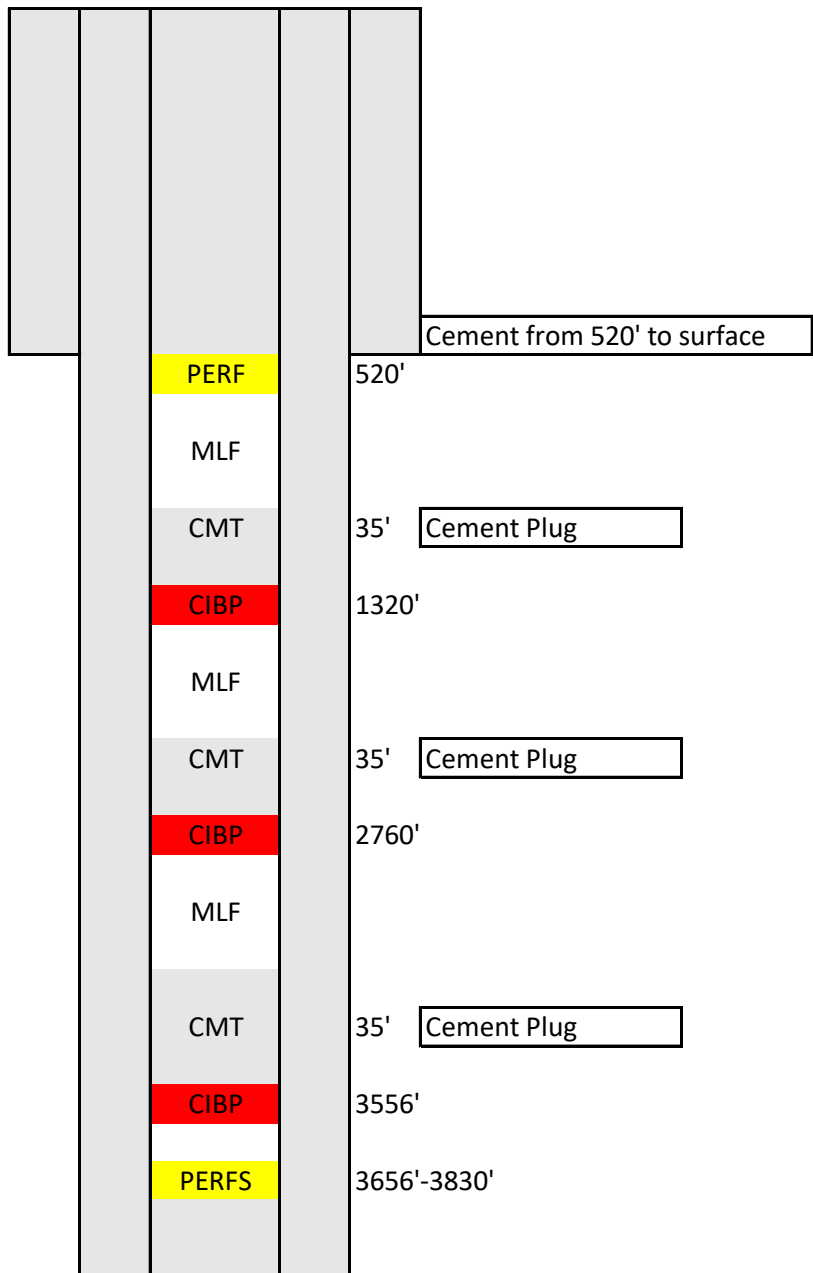 Cement from 520' to surface
PERF 520'
MLF
CMT 35' Cement Plug
CIBP 1320'
MLF
CMT 35' Cement Plug
CIBP 2760'
MLF
CMT 35' Cement Plug
CIBP 3556'
PERFS 3656'-3830'